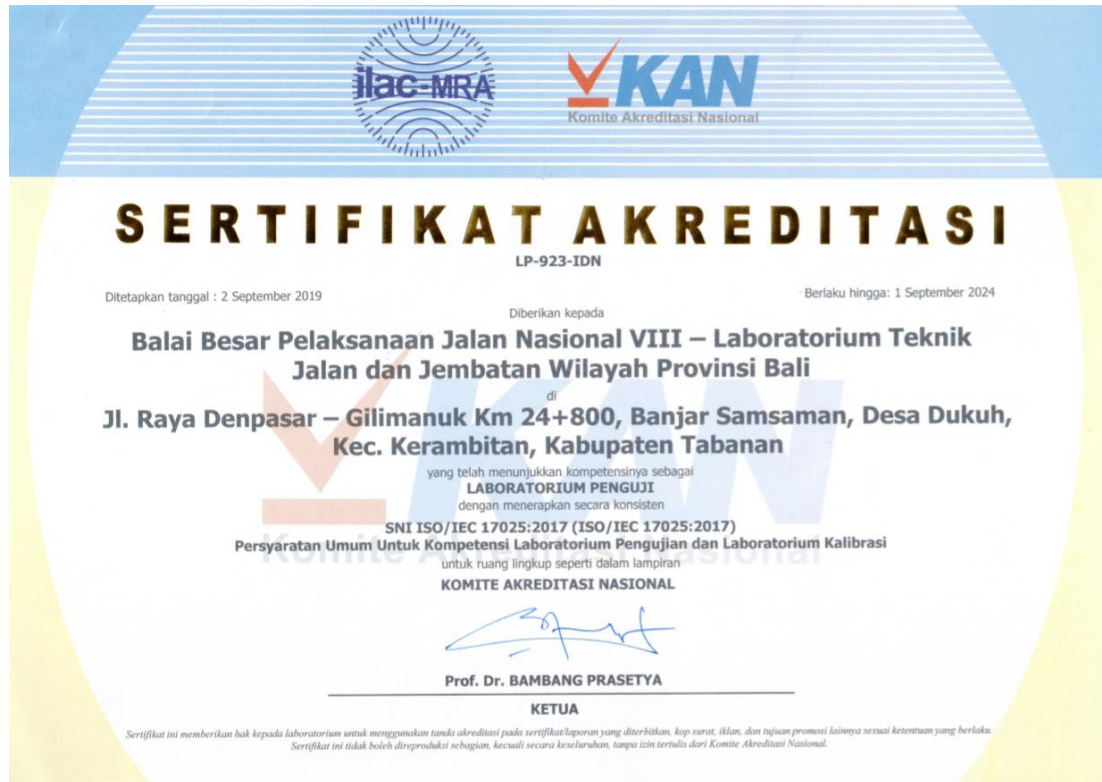 ilac-MRA
KAN
Komite Akreditasi Nasional
SERTIFIKAT AKREDITASI
LP-923-IDN
Ditetapkan tanggal : 2 September 2019
Berlaku hingga: 1 September 2024
Diberikan kepada
Balai Besar Pelaksanaan Jalan Nasional VIII – Laboratorium Teknik
Jalan dan Jembatan Wilayah Provinsi Bali
di
Jl. Raya Denpasar – Gilimanuk Km 24+800, Banjar Samsaman, Desa Dukuh,
Kec. Kerambitan, Kabupaten Tabanan
yang telah menunjukkan kompetensinya sebagai
LABORATORIUM PENGUJI
dengan menerapkan secara konsisten
SNI ISO/IEC 17025:2017 (ISO/IEC 17025:2017)
Persyaratan Umum Untuk Kompetensi Laboratorium Pengujian dan Laboratorium Kalibrasi
untuk ruang lingkup seperti dalam lampiran
KOMITE AKREDITASI NASIONAL
Prof. Dr. BAMBANG PRASETYA
KETUA
Sertifikat ini memberikan hak kepada laboratorium untuk menggunakan tanda akreditasi pada sertifikat/laporan yang diterbitkan, kop surat, iklan, dan tujuan promosi lainnya sesuai ketentuan yang berlaku.
Sertifikat ini tidak boleh direproduksi sebagian, kecuali secara keseluruhan, tanpa izin tertulis dari Komite Akreditasi Nasional.
KAN
Komite Akreditasi Nasional